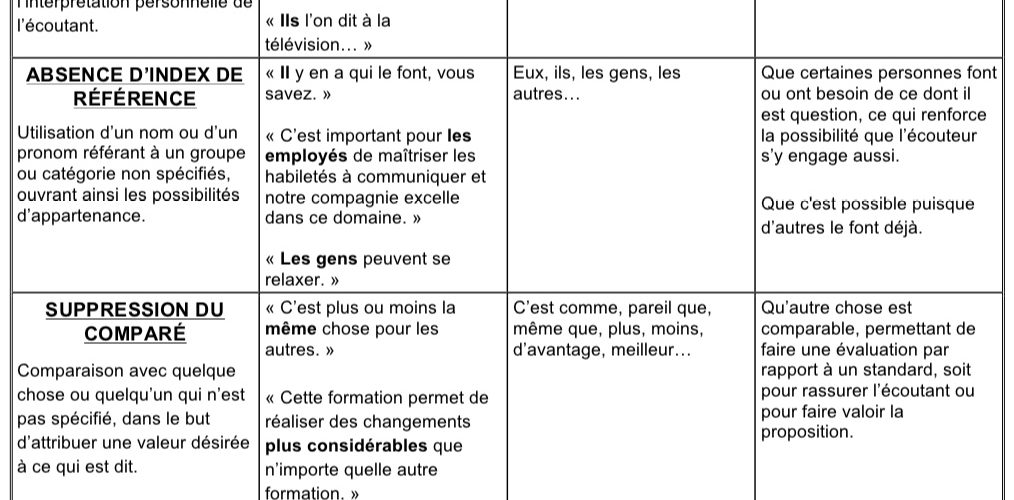 l'interprétation personnelle de
l'écoutant.
« Ils l'on dit à la
télévision… »
ABSENCE D'INDEX DE
RÉFÉRENCE
Utilisation d'un nom ou d'un
pronom référant à un groupe
ou catégorie non spécifiés,
ouvrant ainsi les possibilités
d'appartenance.
« Il y en a qui le font, vous
savez. »
« C'est important pour les
employés de maîtriser les
habiletés à communiquer et
notre compagnie excelle
dans ce domaine. »
« Les gens peuvent se
relaxer. »
Eux, ils, les gens, les
autres…
Que certaines personnes font
ou ont besoin de ce dont il
est question, ce qui renforce
la possibilité que l'écouteur
s'y engage aussi.
Que c'est possible puisque
d'autres le font déjà.
SUPPRESSION DU
COMPARÉ
Comparaison avec quelque
chose ou quelqu'un qui n'est
pas spécifié, dans le but
d'attribuer une valeur désirée
à ce qui est dit.
« C'est plus ou moins la
même chose pour les
autres. »
« Cette formation permet de
réaliser des changements
plus considérables que
n'importe quelle autre
formation. »
C'est comme, pareil que,
même que, plus, moins,
d'avantage, meilleur…
Qu'autre chose est
comparable, permettant de
faire une évaluation par
rapport à un standard, soit
pour rassurer l'écoutant ou
pour faire valoir la
proposition.